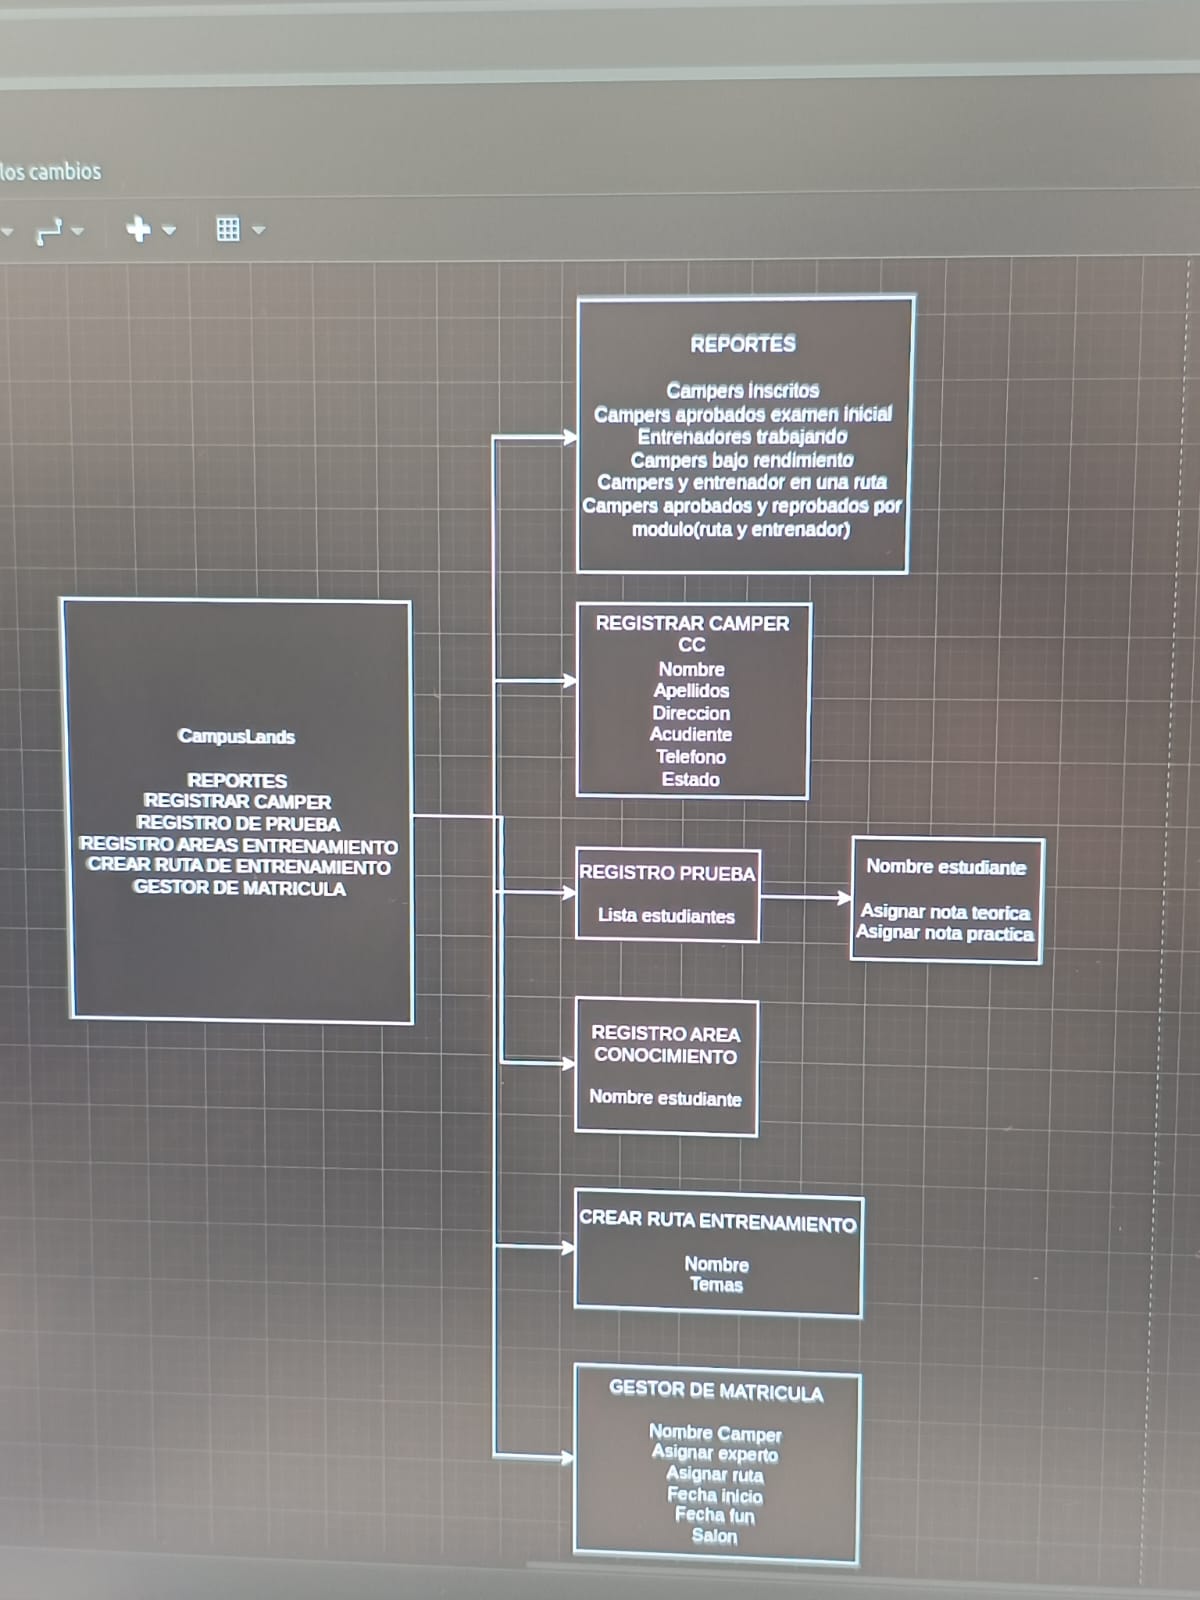 los cambios
REPORTES
Campers inscritos
Campers aprobados examen inicial
Entrenadores trabajando
Campers bajo rendimiento
Campers y entrenador en una ruta
Campers aprobados y reprobados por
modulo(ruta y entrenador)
CampusLands
REPORTES
REGISTRAR CAMPER
REGISTRO DE PRUEBA
REGISTRO AREAS ENTRENAMIENTO
CREAR RUTA DE ENTRENAMIENTO
GESTOR DE MATRICULA
REGISTRAR CAMPER
CC
Nombre
Apellidos
Direccion
Acudiente
Telefono
Estado
REGISTRO PRUEBA
Lista estudiantes
Nombre estudiante
Asignar nota teorica
Asignar nota practica
REGISTRO AREA
CONOCIMIENTO
Nombre estudiante
CREAR RUTA ENTRENAMIENTO
Nombre
Temas
GESTOR DE MATRICULA
Nombre Camper
Asignar experto
Asignar ruta
Fecha inicio
Fecha fun
Salon